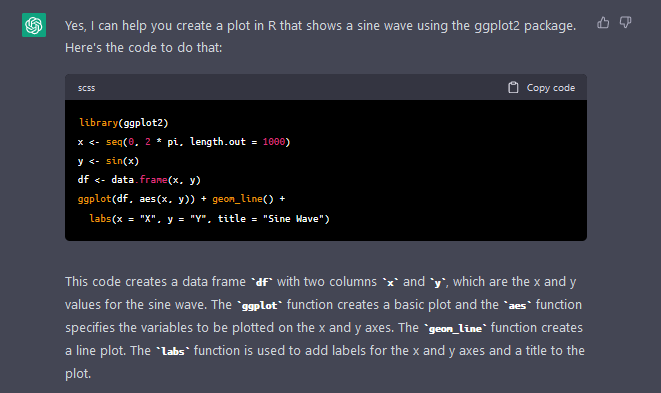 Yes, I can help you create a plot in R that shows a sine wave using the ggplot2 package.
Here's the code to do that:
scss
Copy code
library(ggplot2)
x <- seq(0, 2 * pi, length.out = 1000)
y <- sin(x)
df <- data.frame(x, y)
ggplot(df, aes(x, y)) + geom_line() +
  labs(x = "X", y = "Y", title = "Sine Wave")
This code creates a data frame `df` with two columns `x` and `y`, which are the x and y
values for the sine wave. The `ggplot` function creates a basic plot and the `aes` function
specifies the variables to be plotted on the x and y axes. The `geom_line` function creates
a line plot. The `labs` function is used to add labels for the x and y axes and a title to the
plot.